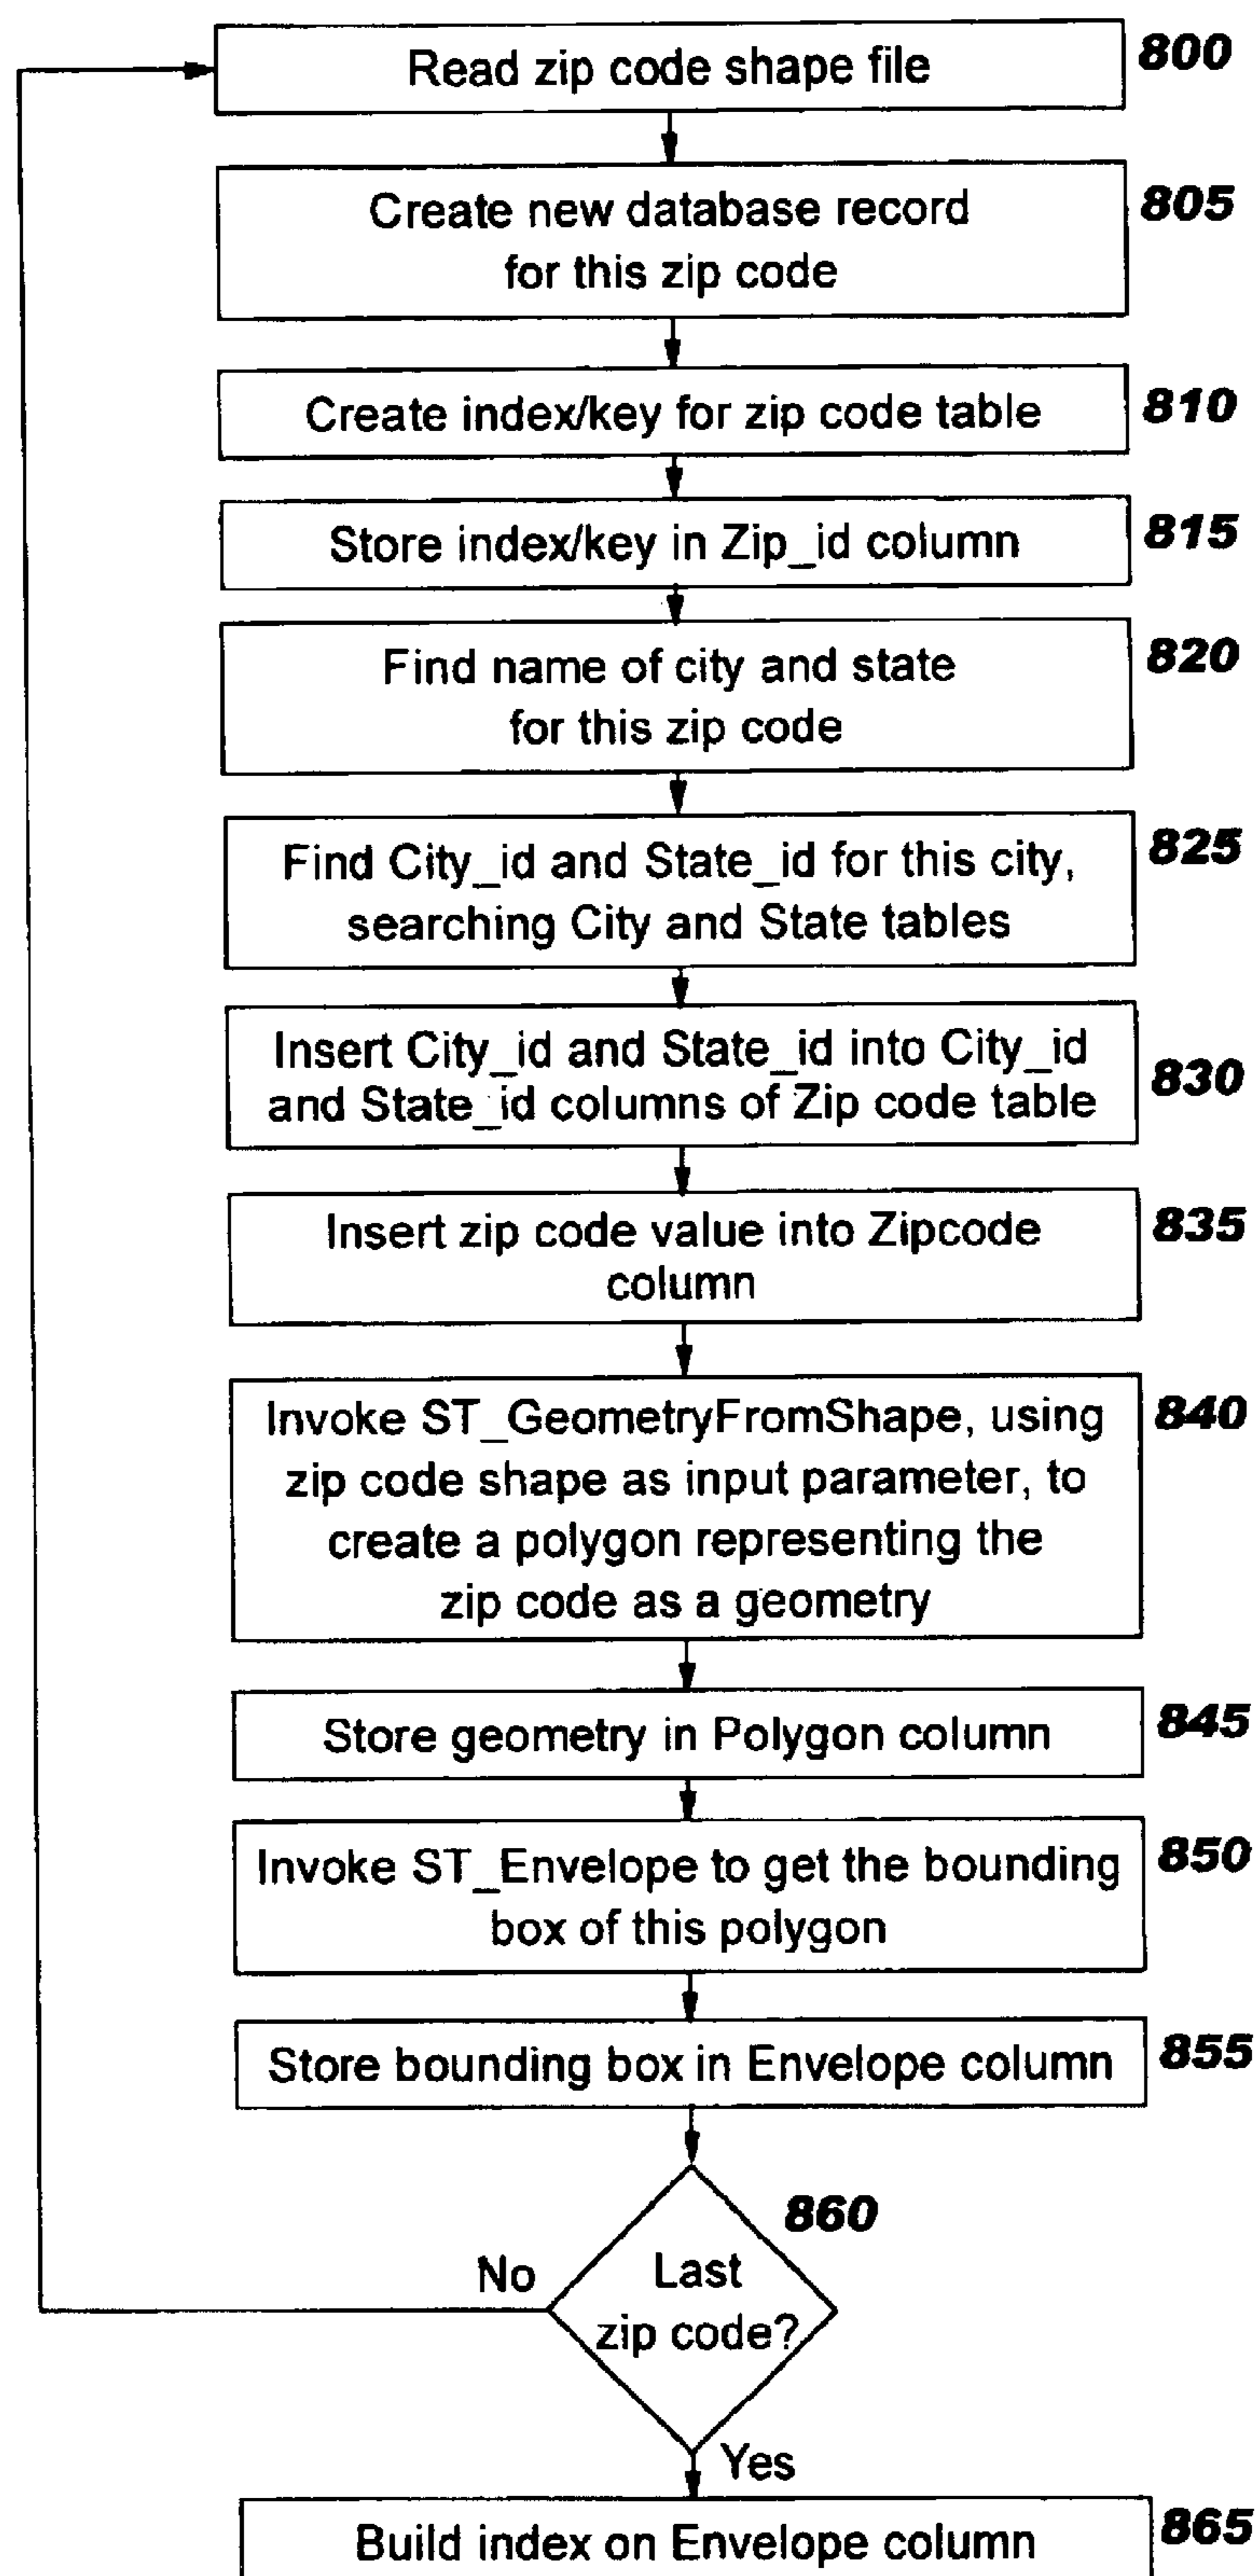 Read zip code shape file
800
Create new database record
for this zip code
805
Create index/key for zip code table
810
Store index/key in Zip_id column
815
Find name of city and state
for this zip code
820
Find City_id and State_id for this city,
searching City and State tables
825
Insert City_id and State_id into City_id
and State_id columns of Zip code table
830
Insert zip code value into Zipcode
column
835
Invoke ST_GeometryFromShape, using
zip code shape as input parameter, to
create a polygon representing the
zip code as a geometry
840
Store geometry in Polygon column
845
Invoke ST_Envelope to get the bounding
box of this polygon
850
Store bounding box in Envelope column
855
860
No
Last
zip code?
Yes
Build index on Envelope column
865